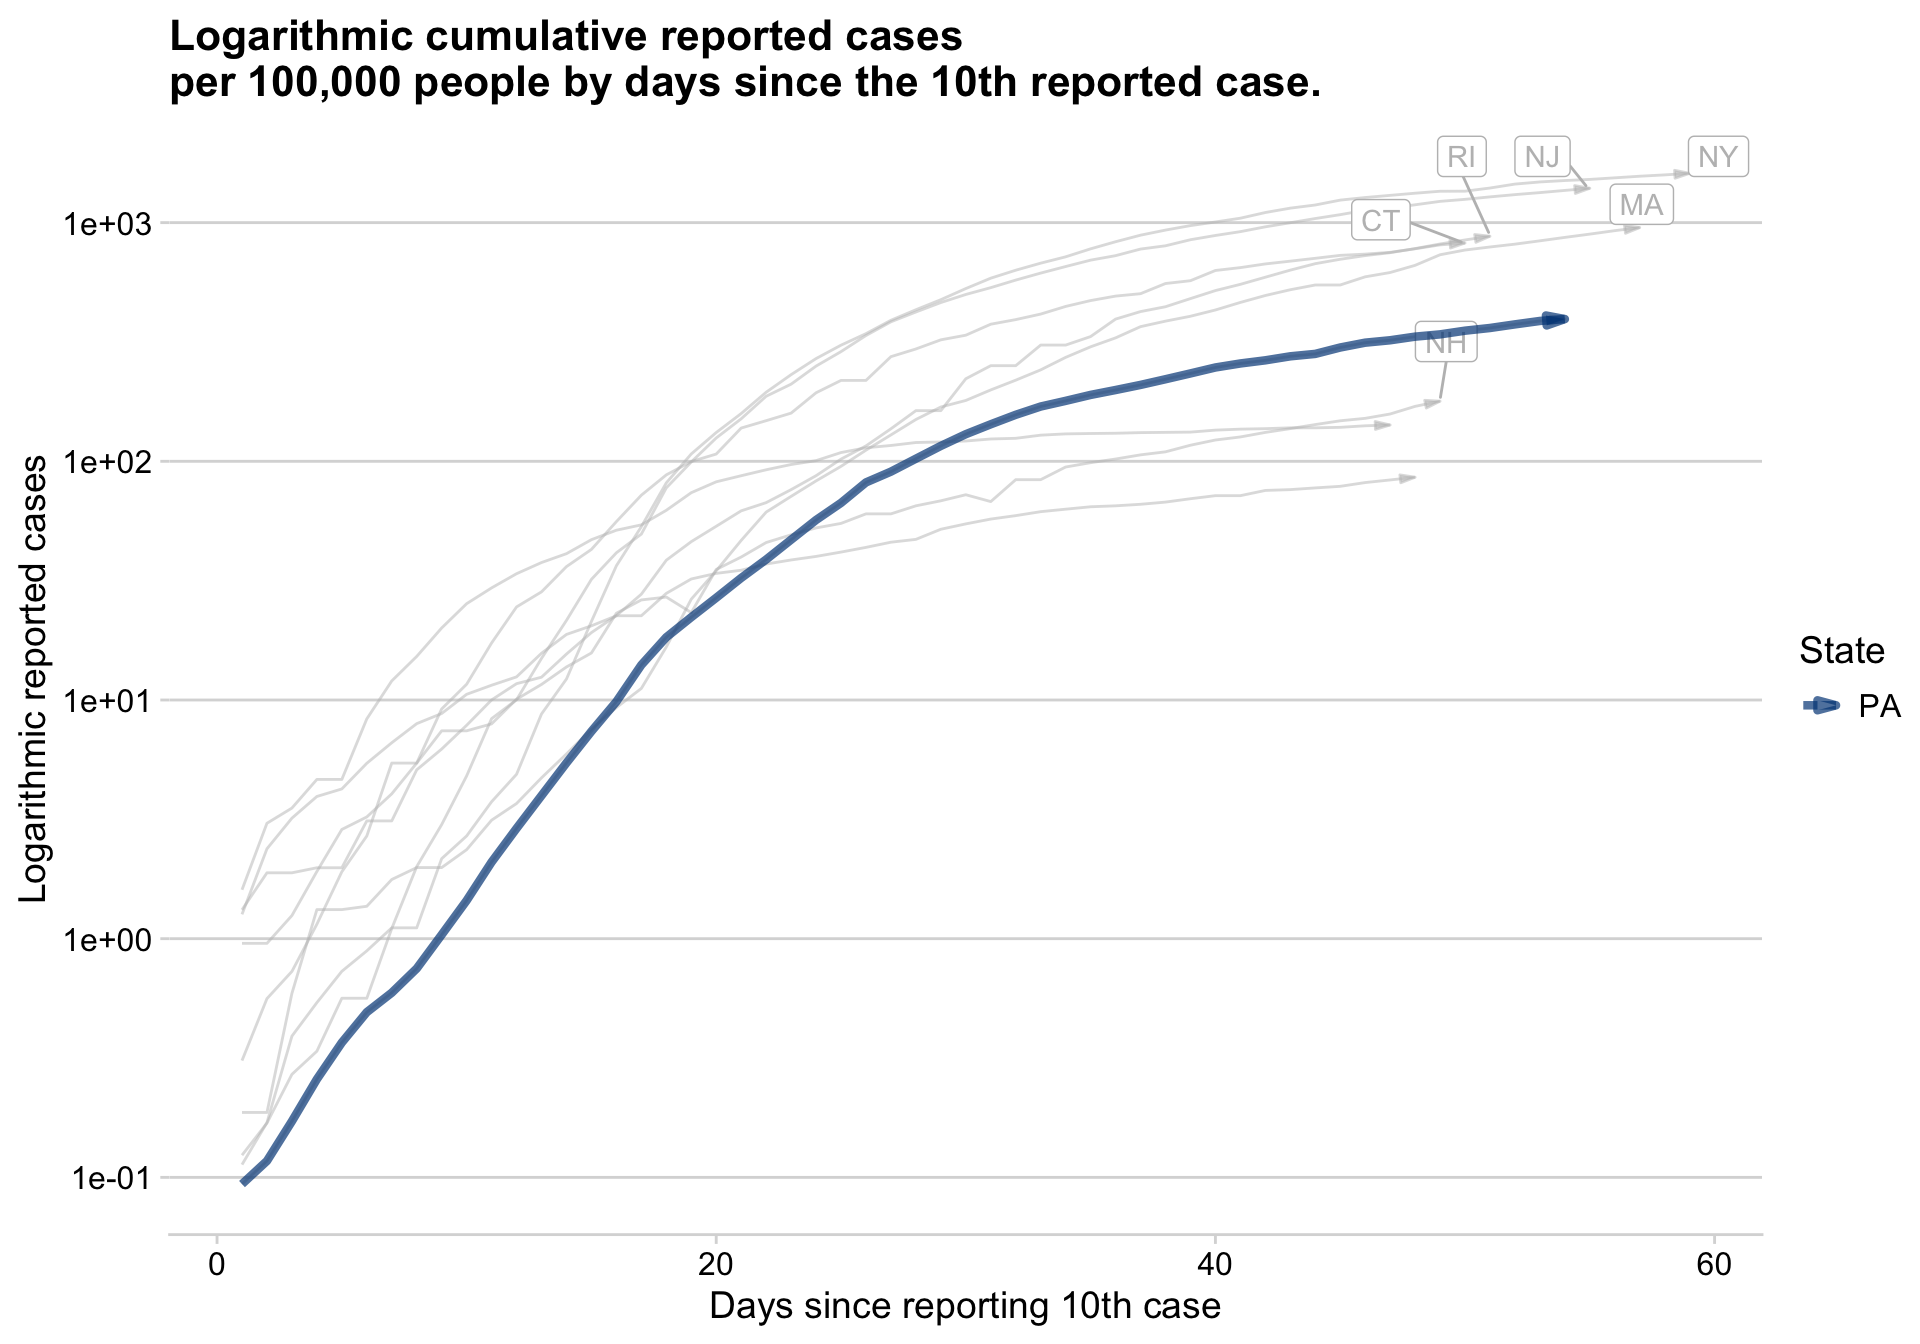 Logarithmic cumulative reported cases
per 100,000 people by days since the 10th reported case.
RI
NJ
NY
MA
CT
NH
1e+03
1e+02
1e+01
1e+00
1e-01
Logarithmic reported cases
State
PA
0
20
40
60
Days since reporting 10th case